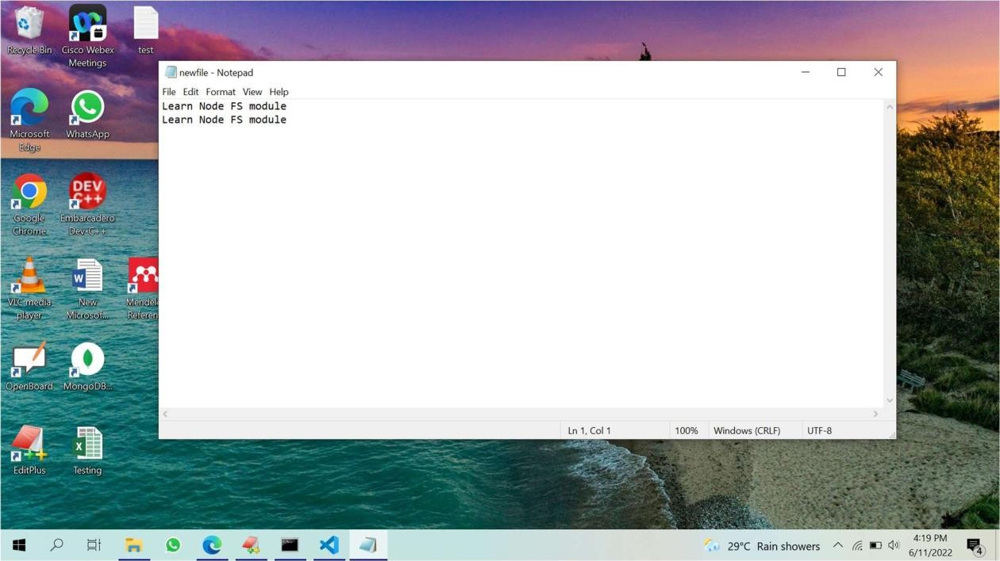 Recycle Bin
Cisco Webex
Meetings
test
newfile - Notepad
File Edit Format View Help
Learn Node FS module
Learn Node FS module
Microsoft
Edge
WhatsApp
Google
Chrome
DEV
C++
Embarcadero
Dev-C++
VLC media
player
W
New
Microsof...
Mendele
Referen
OpenBoard
MongoDB...
EditPlus
X
Testing
Ln 1, Col 1
100%
Windows (CRLF)
UTF-8
29°C Rain showers
4:19 PM
6/11/2022
4